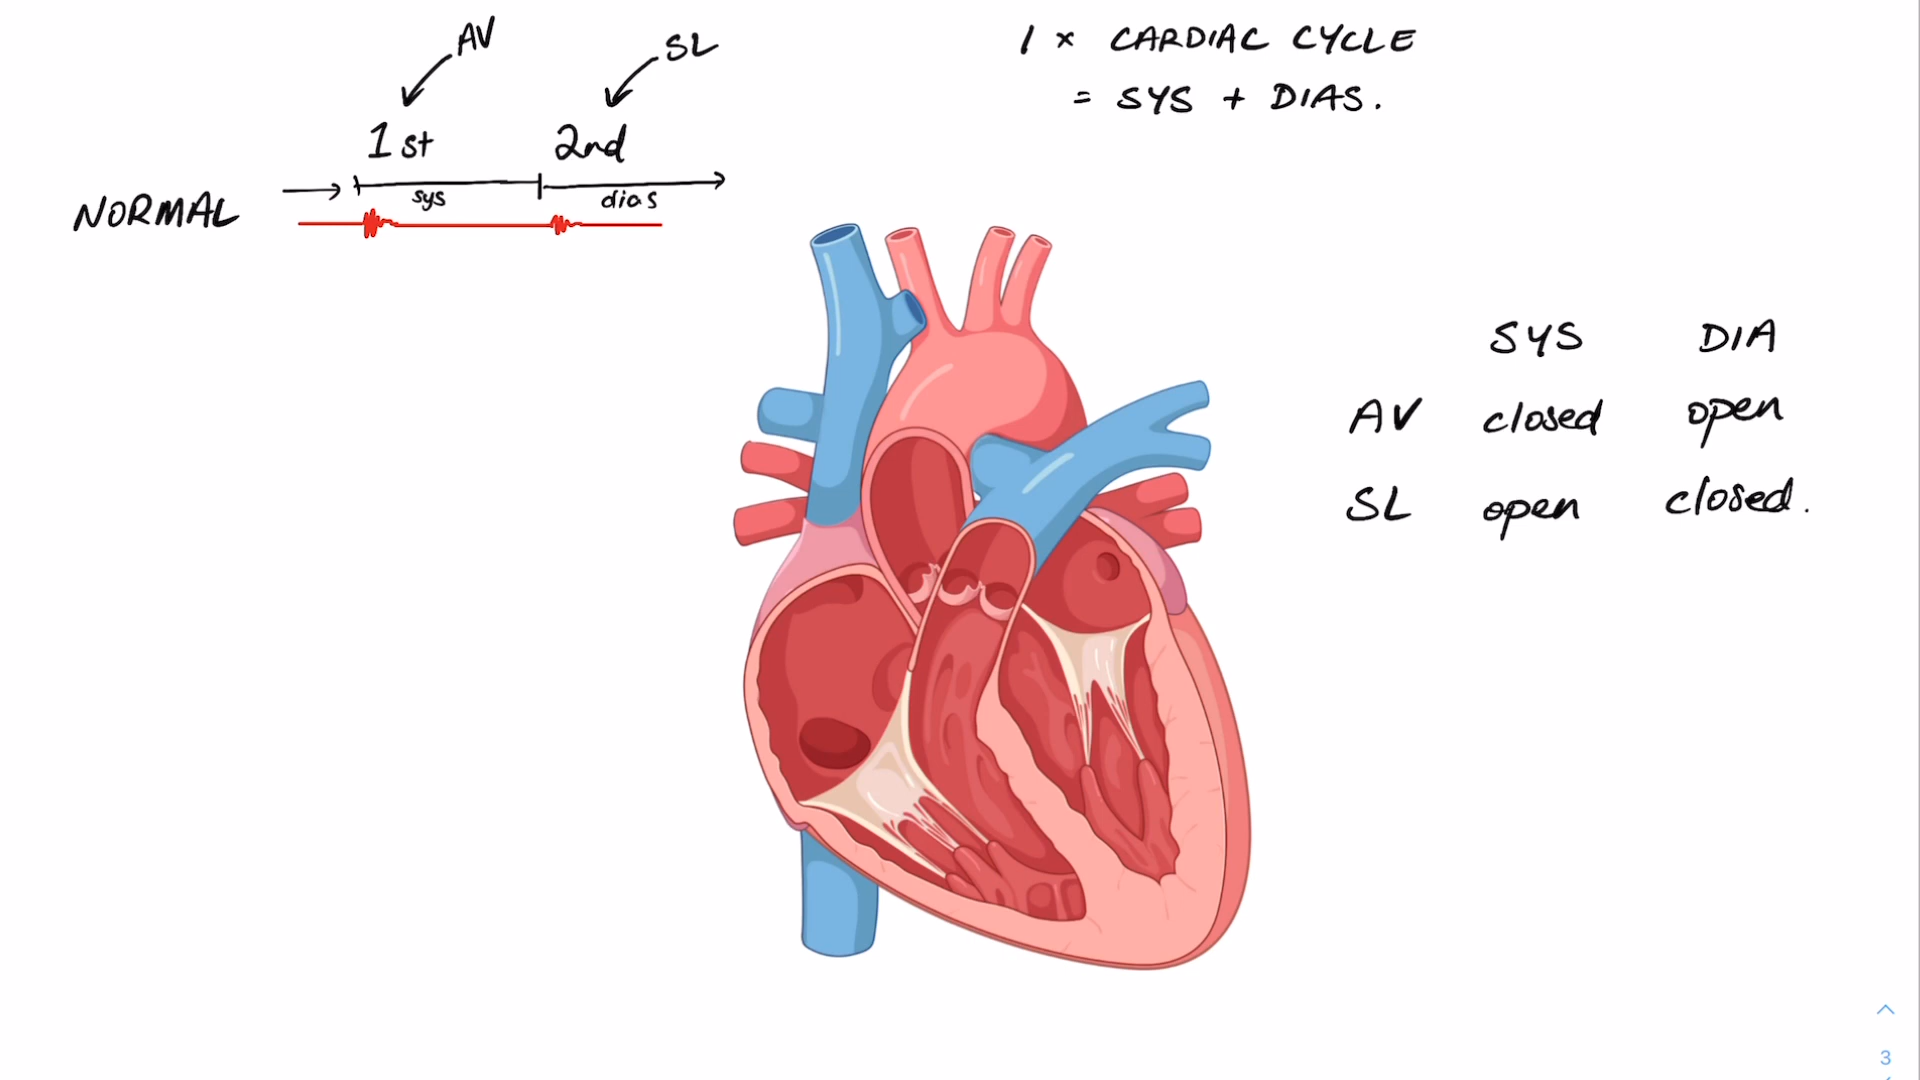 AV
SL
1st 2nd
sys dias
NORMAL
1 x CARDIAC CYCLE
= SYS + DIAS.
SYS DIA
AV closed open
SL open closed.
3